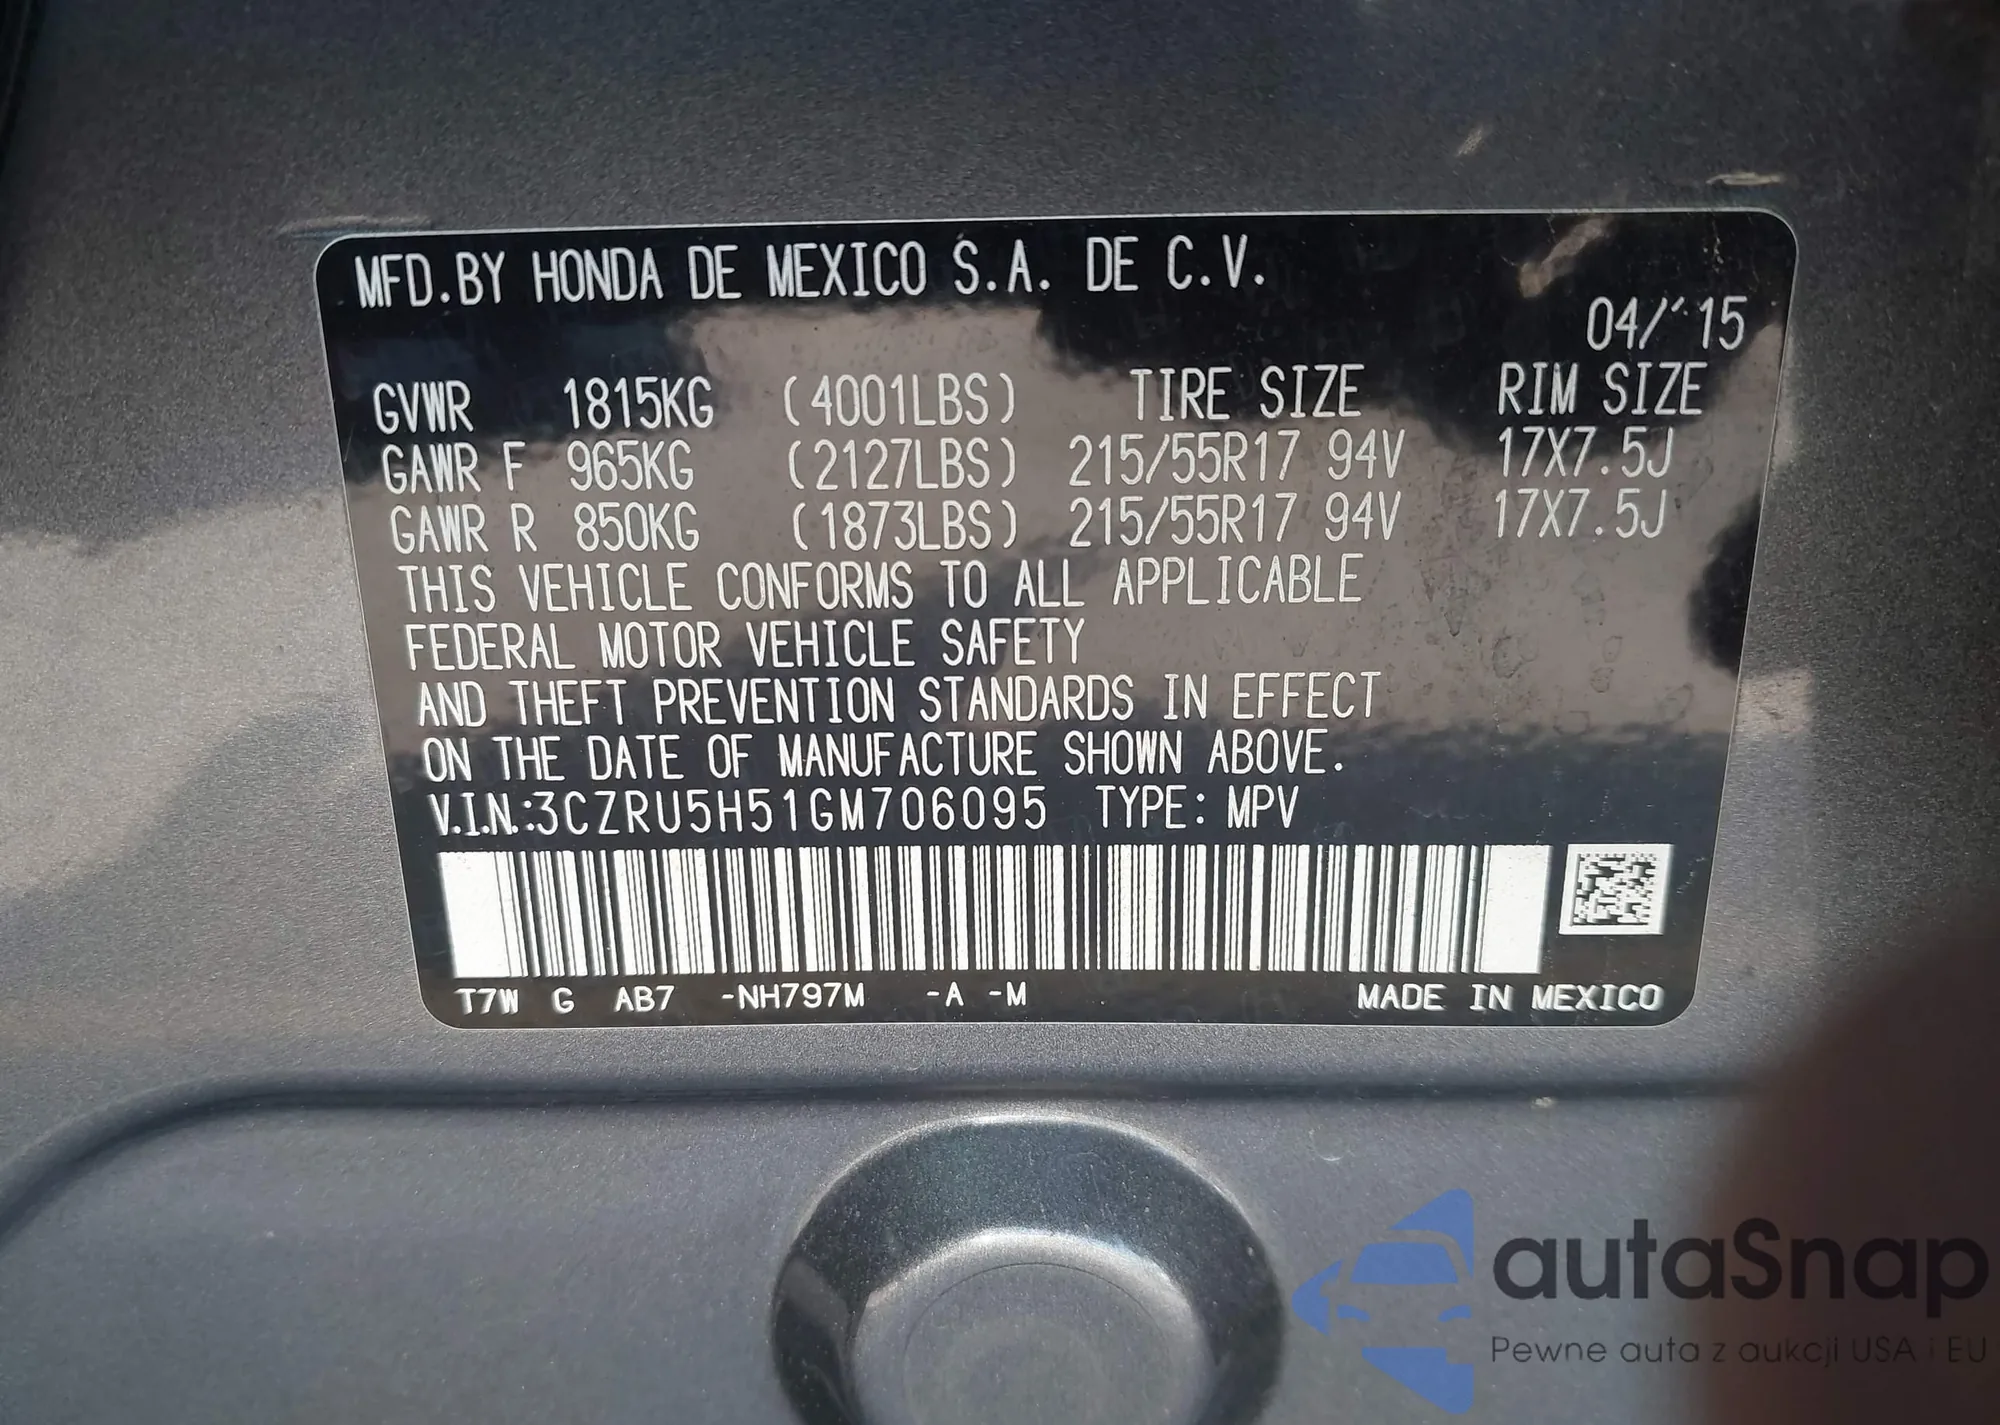 MFD.BY HONDA DE MEXICO S.A. DE C.V.
04/'15
GVWR 1815KG (4001LBS) TIRE SIZE RIM SIZE
GAWR F 965KG (2127LBS) 215/55R17 94V 17X7.5J
GAWR R 850KG (1873LBS) 215/55R17 94V 17X7.5J
THIS VEHICLE CONFORMS TO ALL APPLICABLE
FEDERAL MOTOR VEHICLE SAFETY
AND THEFT PREVENTION STANDARDS IN EFFECT
ON THE DATE OF MANUFACTURE SHOWN ABOVE.
V.I.N.:3CZRU5H51GM706095 TYPE: MPV
T7W G AB7 -NH797M -A -M MADE IN MEXICO
autaSnap
Pewne auta z aukcji USA i EU